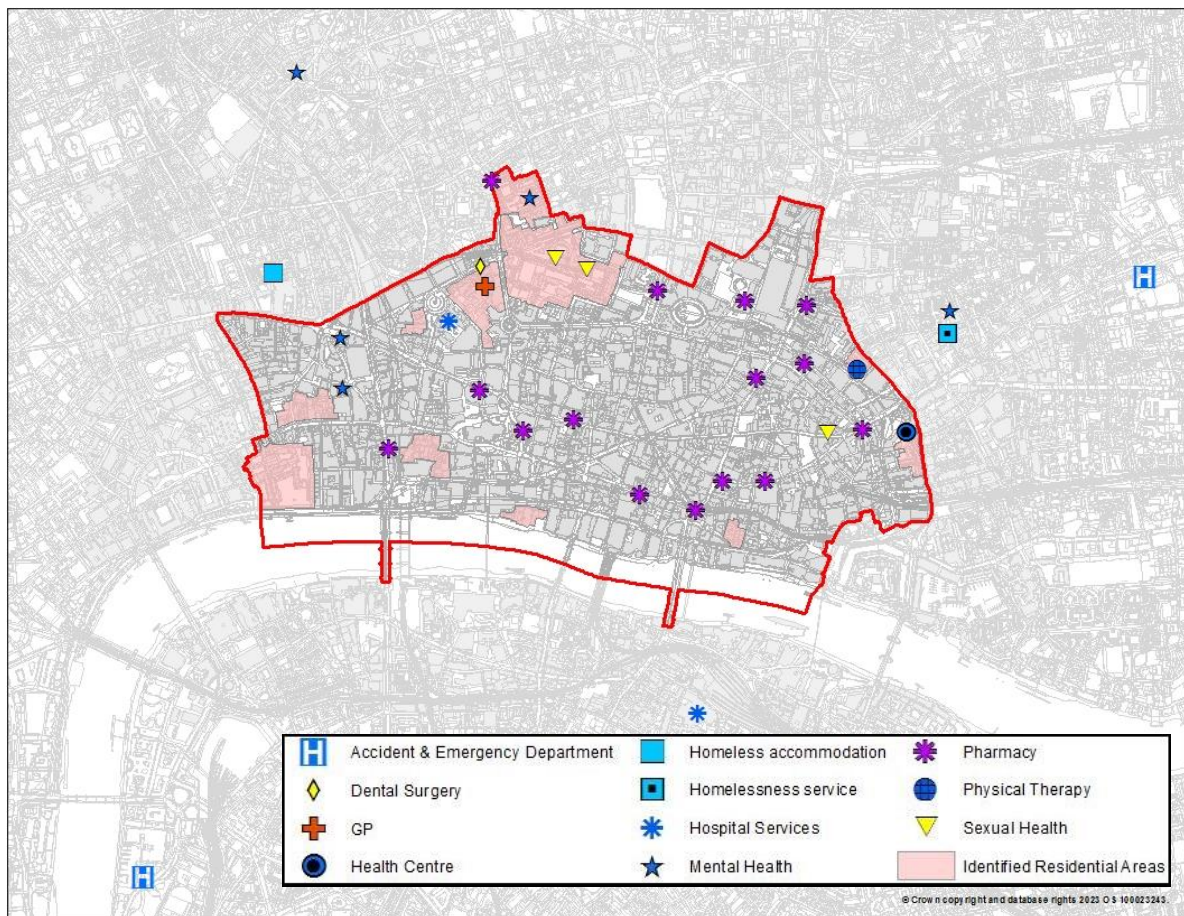 Accident & Emergency Department
Homeless accommodation
Pharmacy
Dental Surgery
Homelessness service
Physical Therapy
GP
Hospital Services
Sexual Health
Health Centre
Mental Health
Identified Residential Areas
© Crown copyright and database rights 2023 OS 100023243.